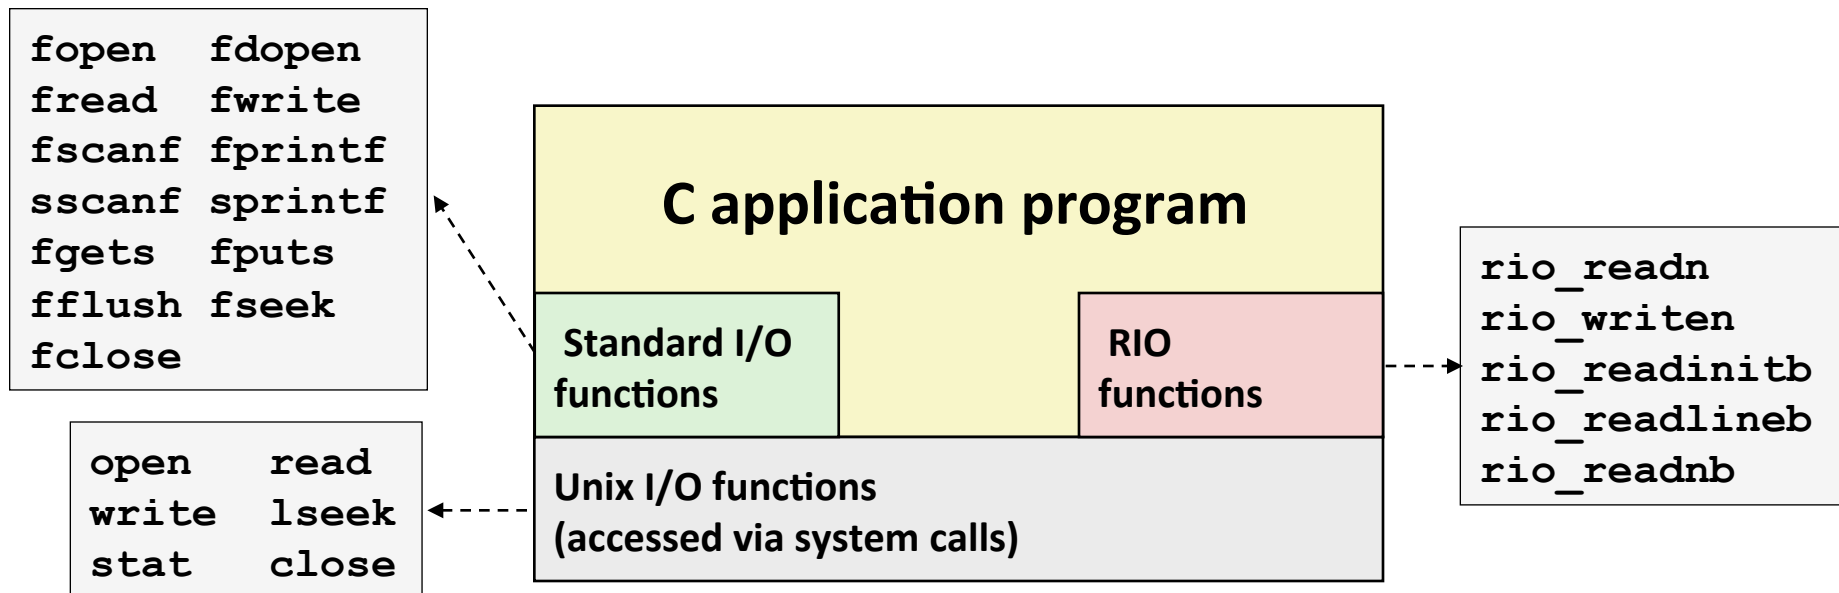 fopen fdopen
fread fwrite
fscanf fprintf
sscanf sprintf
fgets fputs
fflush fseek
fclose
C application program
Standard I/O
functions
RIO
functions
rio_readn
rio_writen
rio_readinitb
rio_readlineb
rio_readnb
open read
write lseek
stat close
Unix I/O functions
(accessed via system calls)